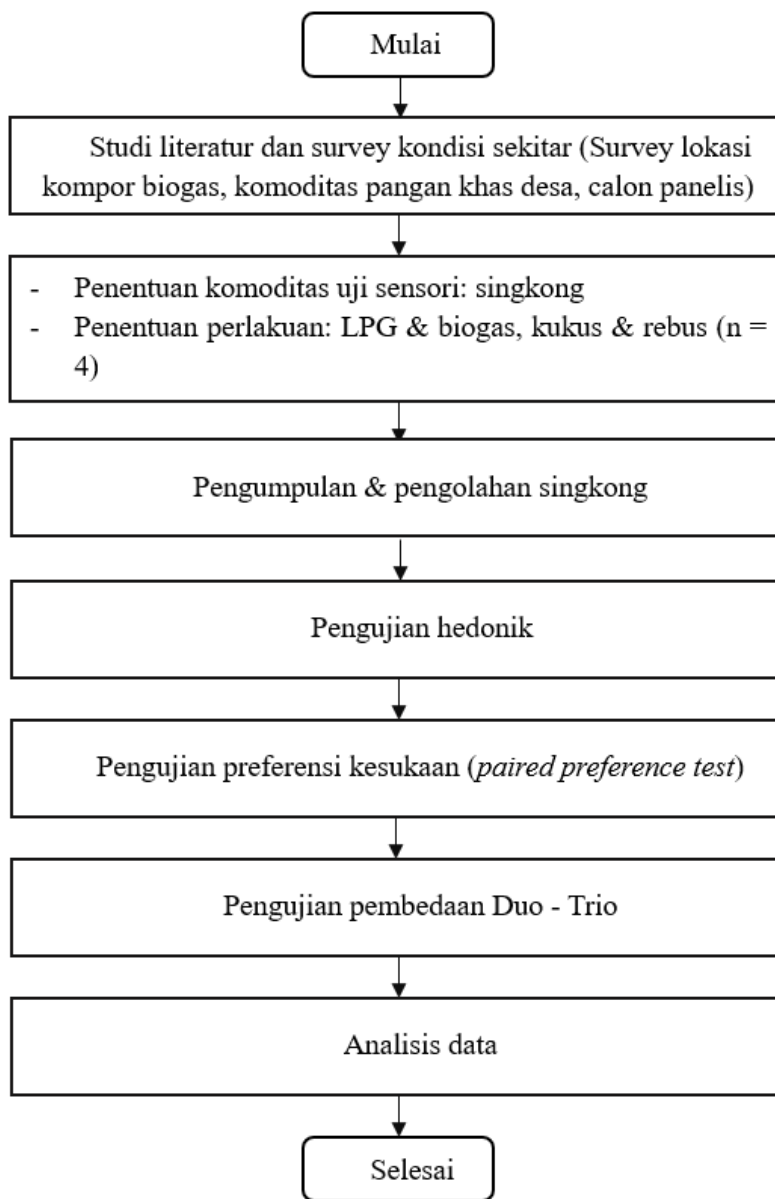 Mulai
Studi literatur dan survey kondisi sekitar (Survey lokasi
kompor biogas, komoditas pangan khas desa, calon panelis)
- Penentuan komoditas uji sensori: singkong
- Penentuan perlakuan: LPG & biogas, kukus & rebus (n =
4)
Pengumpulan & pengolahan singkong
Pengujian hedonik
Pengujian preferensi kesukaan (paired preference test)
Pengujian pembedaan Duo - Trio
Analisis data
Selesai